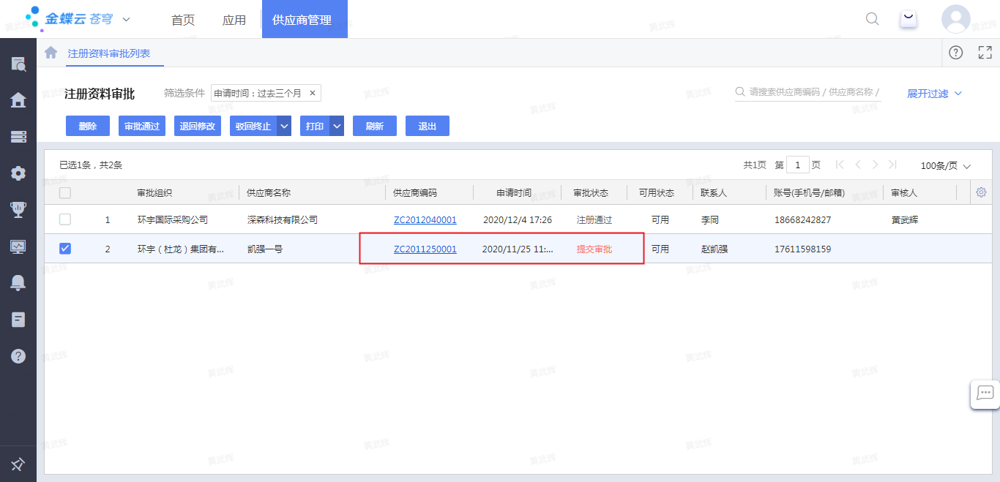 金蝶云 苍穹
首页 应用 供应商管理
注册资料审批列表
注册资料审批 筛选条件 申请时间：过去三个月 ×
请搜索供应商编码 / 供应商名称 /
展开过滤
删除 审批通过 退回修改 驳回终止 打印 刷新 退出
已选1条，共2条
共1页 第 1 页 100条/页
审批组织 供应商名称 供应商编码 申请时间 审批状态 可用状态 联系人 账号(手机号/邮箱) 审核人
1 环宇国际采购公司 深森科技有限公司 ZC2012040001 2020/12/4 17:26 注册通过 可用 李同 18668242827 黄武辉
2 环宇（杜龙）集团有... 凯强一号 ZC2011250001 2020/11/25 11:... 提交审批 可用 赵凯强 17611598159
黄武辉